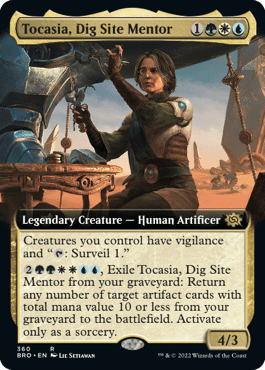 Tocasia, Dig Site Mentor 1
Legendary Creature — Human Artificer
Creatures you control have vigilance
and “: Surveil 1.”
2, Exile Tocasia, Dig Site
Mentor from your graveyard: Return
any number of target artifact cards with
total mana value 10 or less from your
graveyard to the battlefield. Activate
only as a sorcery.
4/3
360 R
BRO • EN Lie Setiawan
™ & © 2022 Wizards of the Coast